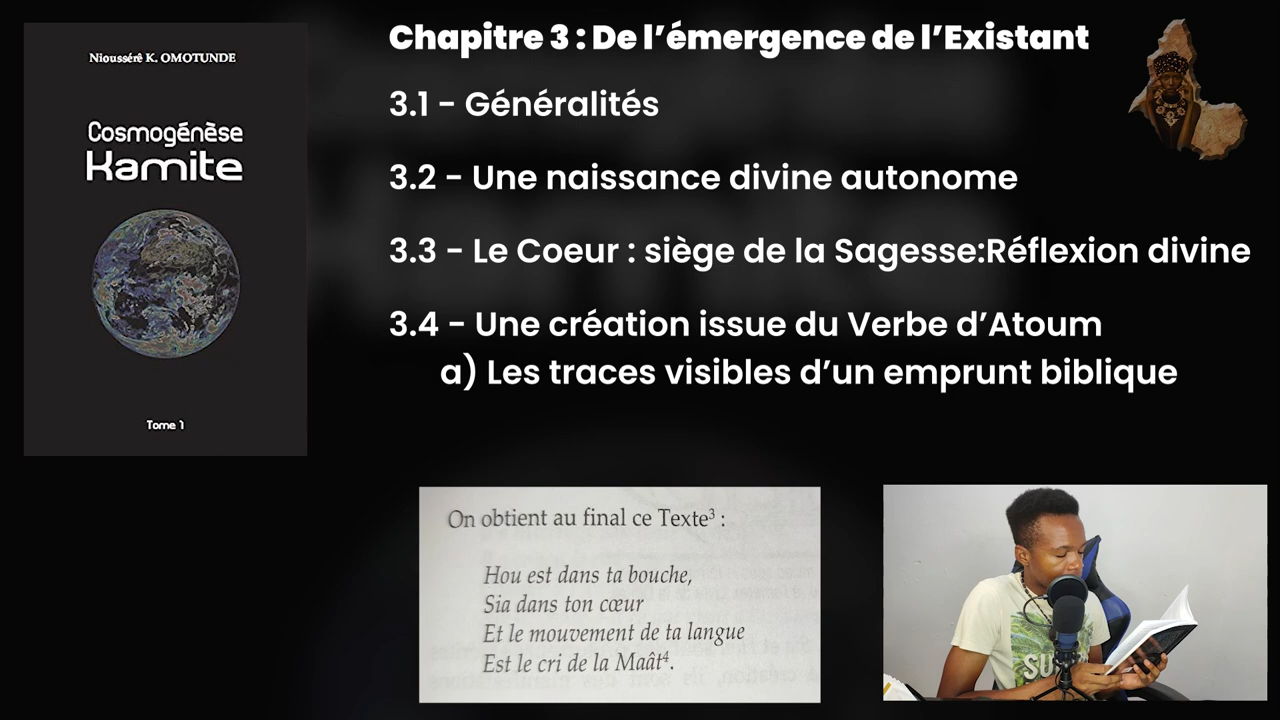 Nioussérê K. OMOTUNDE
Cosmogénèse
Kamite
Tome 1
Chapitre 3 : De l’émergence de l’Existant
3.1 - Généralités
3.2 - Une naissance divine autonome
3.3 - Le Coeur : siège de la Sagesse:Réflexion divine
3.4 - Une création issue du Verbe d’Atoum
a) Les traces visibles d’un emprunt biblique
On obtient au final ce Texte³ :
Hou est dans ta bouche,
Sia dans ton cœur
Et le mouvement de ta langue
Est le cri de la Maât⁴.